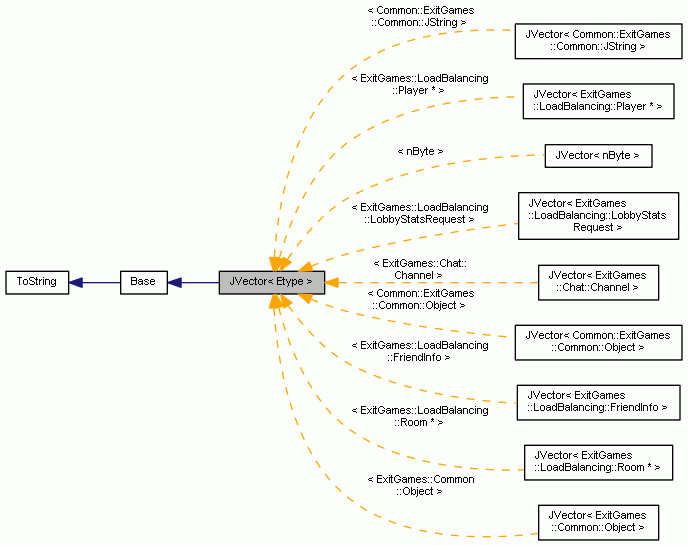 < Common::ExitGames
::Common::JString >
JVector< Common::ExitGames
::Common::JString >
< ExitGames::LoadBalancing
::Player * >
JVector< ExitGames
::LoadBalancing::Player * >
< nByte >
JVector< nByte >
< ExitGames::LoadBalancing
::LobbyStatsRequest >
JVector< ExitGames
::LoadBalancing::LobbyStats
Request >
ToString
Base
JVector< Etype >
< ExitGames::Chat::
Channel >
JVector< ExitGames
::Chat::Channel >
< Common::ExitGames
::Common::Object >
JVector< Common::ExitGames
::Common::Object >
< ExitGames::LoadBalancing
::FriendInfo >
JVector< ExitGames
::LoadBalancing::FriendInfo >
< ExitGames::LoadBalancing
::Room * >
JVector< ExitGames
::LoadBalancing::Room * >
< ExitGames::Common
::Object >
JVector< ExitGames
::Common::Object >